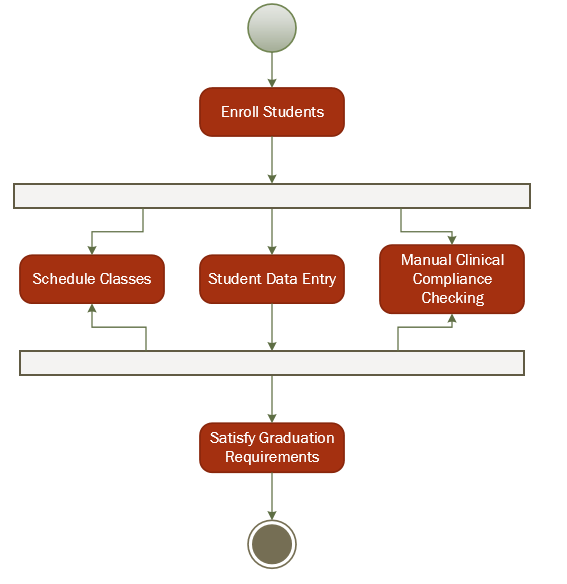 Enroll Students
Schedule Classes
Student Data Entry
Manual Clinical
Compliance
Checking
Satisfy Graduation
Requirements